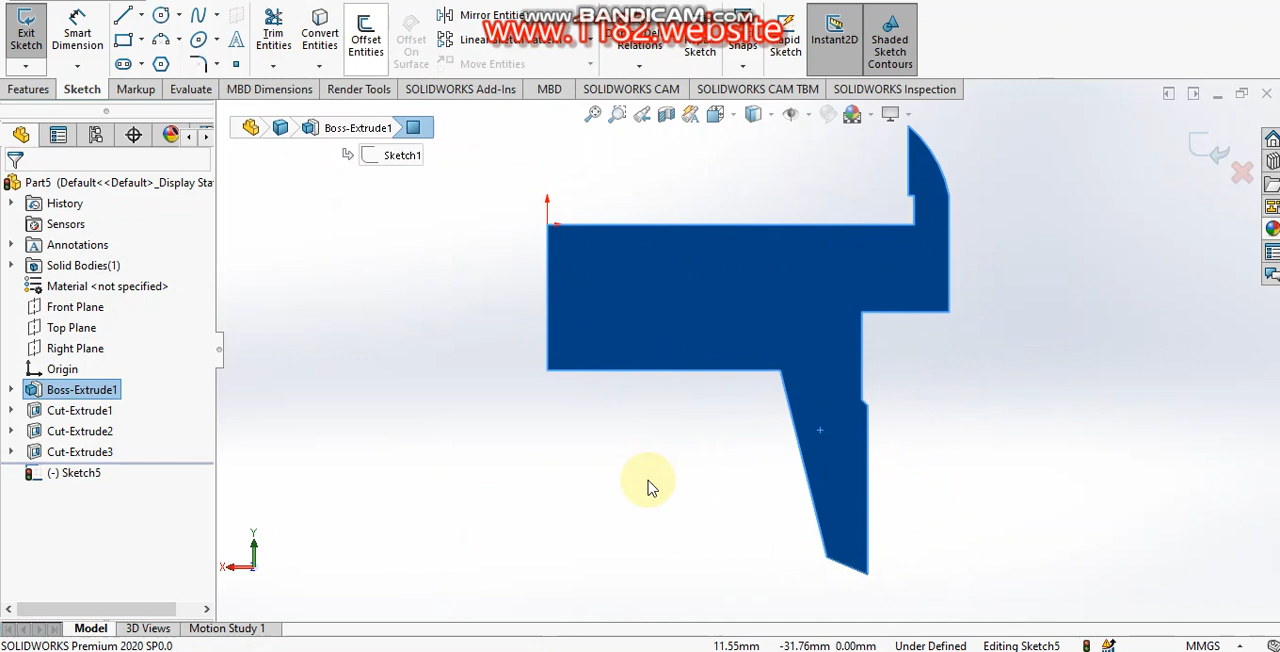 www.BANDICAM.com
www.1182.website
Exit Sketch
Smart Dimension
Trim Entities
Convert Entities
Offset Entities
Offset On Surface
Mirror Entities
Linear Sketch Pattern
Move Entities
Relations
Sketch
Snaps
Sketch
Instant2D
Shaded Sketch Contours
Features
Sketch
Markup
Evaluate
MBD Dimensions
Render Tools
SOLIDWORKS Add-Ins
MBD
SOLIDWORKS CAM
SOLIDWORKS CAM TBM
SOLIDWORKS Inspection
Boss-Extrude1
Sketch1
Part5 (Default<<Default>_Display Sta
History
Sensors
Annotations
Solid Bodies(1)
Material <not specified>
Front Plane
Top Plane
Right Plane
Origin
Boss-Extrude1
Cut-Extrude1
Cut-Extrude2
Cut-Extrude3
(-) Sketch5
Y
X
Z
Model
3D Views
Motion Study 1
SOLIDWORKS Premium 2020 SP0.0
11.55mm
-31.76mm
0.00mm
Under Defined
Editing Sketch5
MMGS